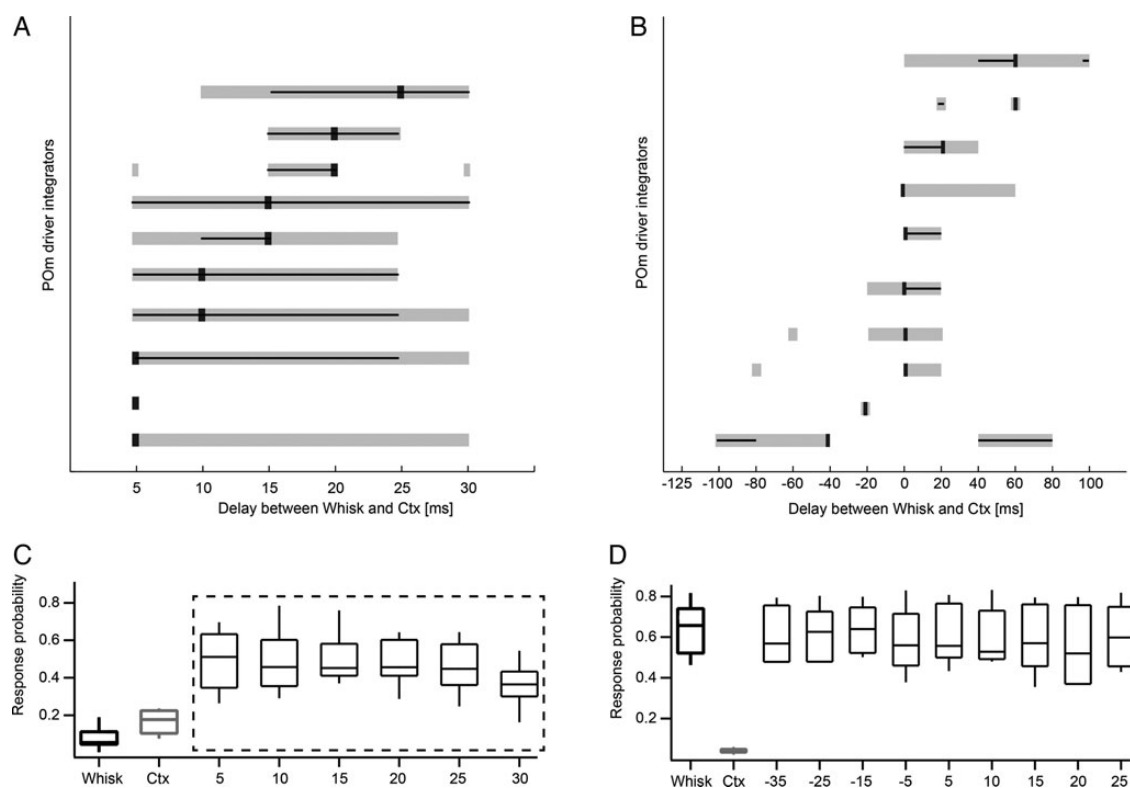 A
POm driver integrators
5 10 15 20 25 30
Delay between Whisk and Ctx [ms]
B
POm driver integrators
-125 -100 -80 -60 -40 -20 0 20 40 60 80 100
Delay between Whisk and Ctx [ms]
C
Response probability
0.8
0.6
0.4
0.2
Whisk Ctx 5 10 15 20 25 30
D
Response probability
0.8
0.6
0.4
0.2
Whisk Ctx -35 -25 -15 -5 5 10 15 20 25